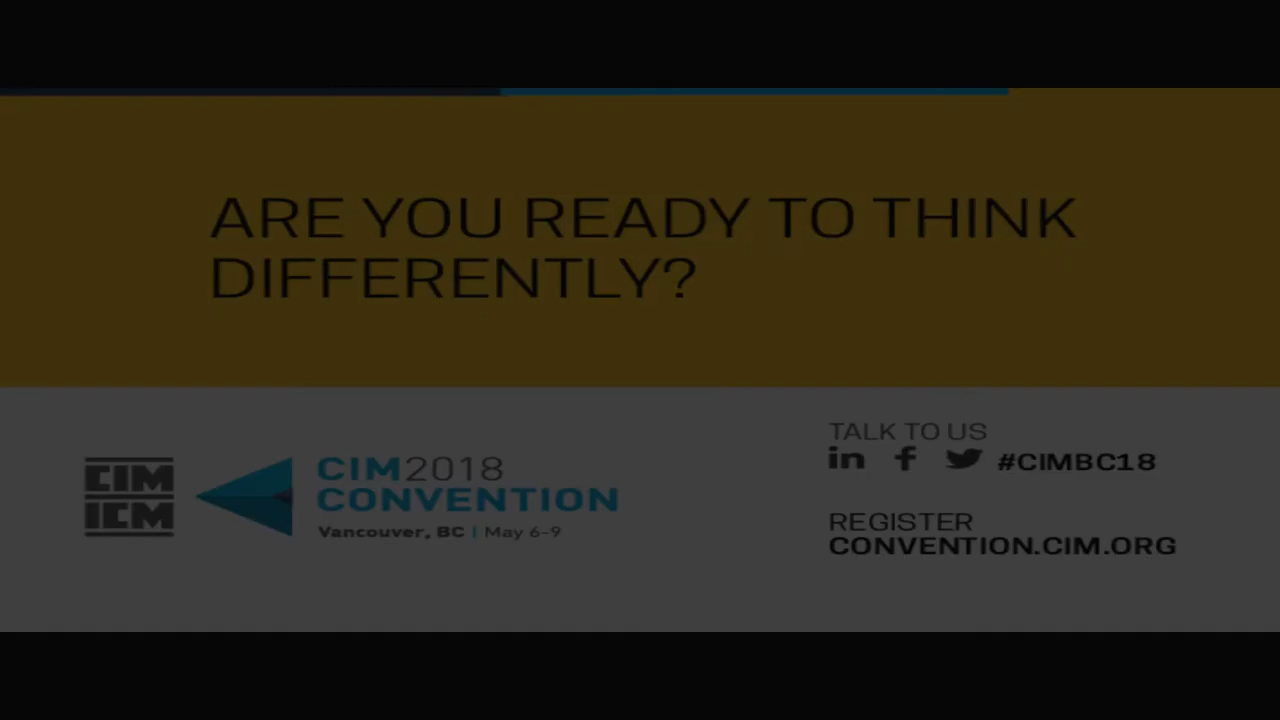 ARE YOU READY TO THINK
DIFFERENTLY?
CIM
ICM
CIM2018
CONVENTION
Vancouver, BC | May 6-9
TALK TO US
#CIMBC18
REGISTER
CONVENTION.CIM.ORG